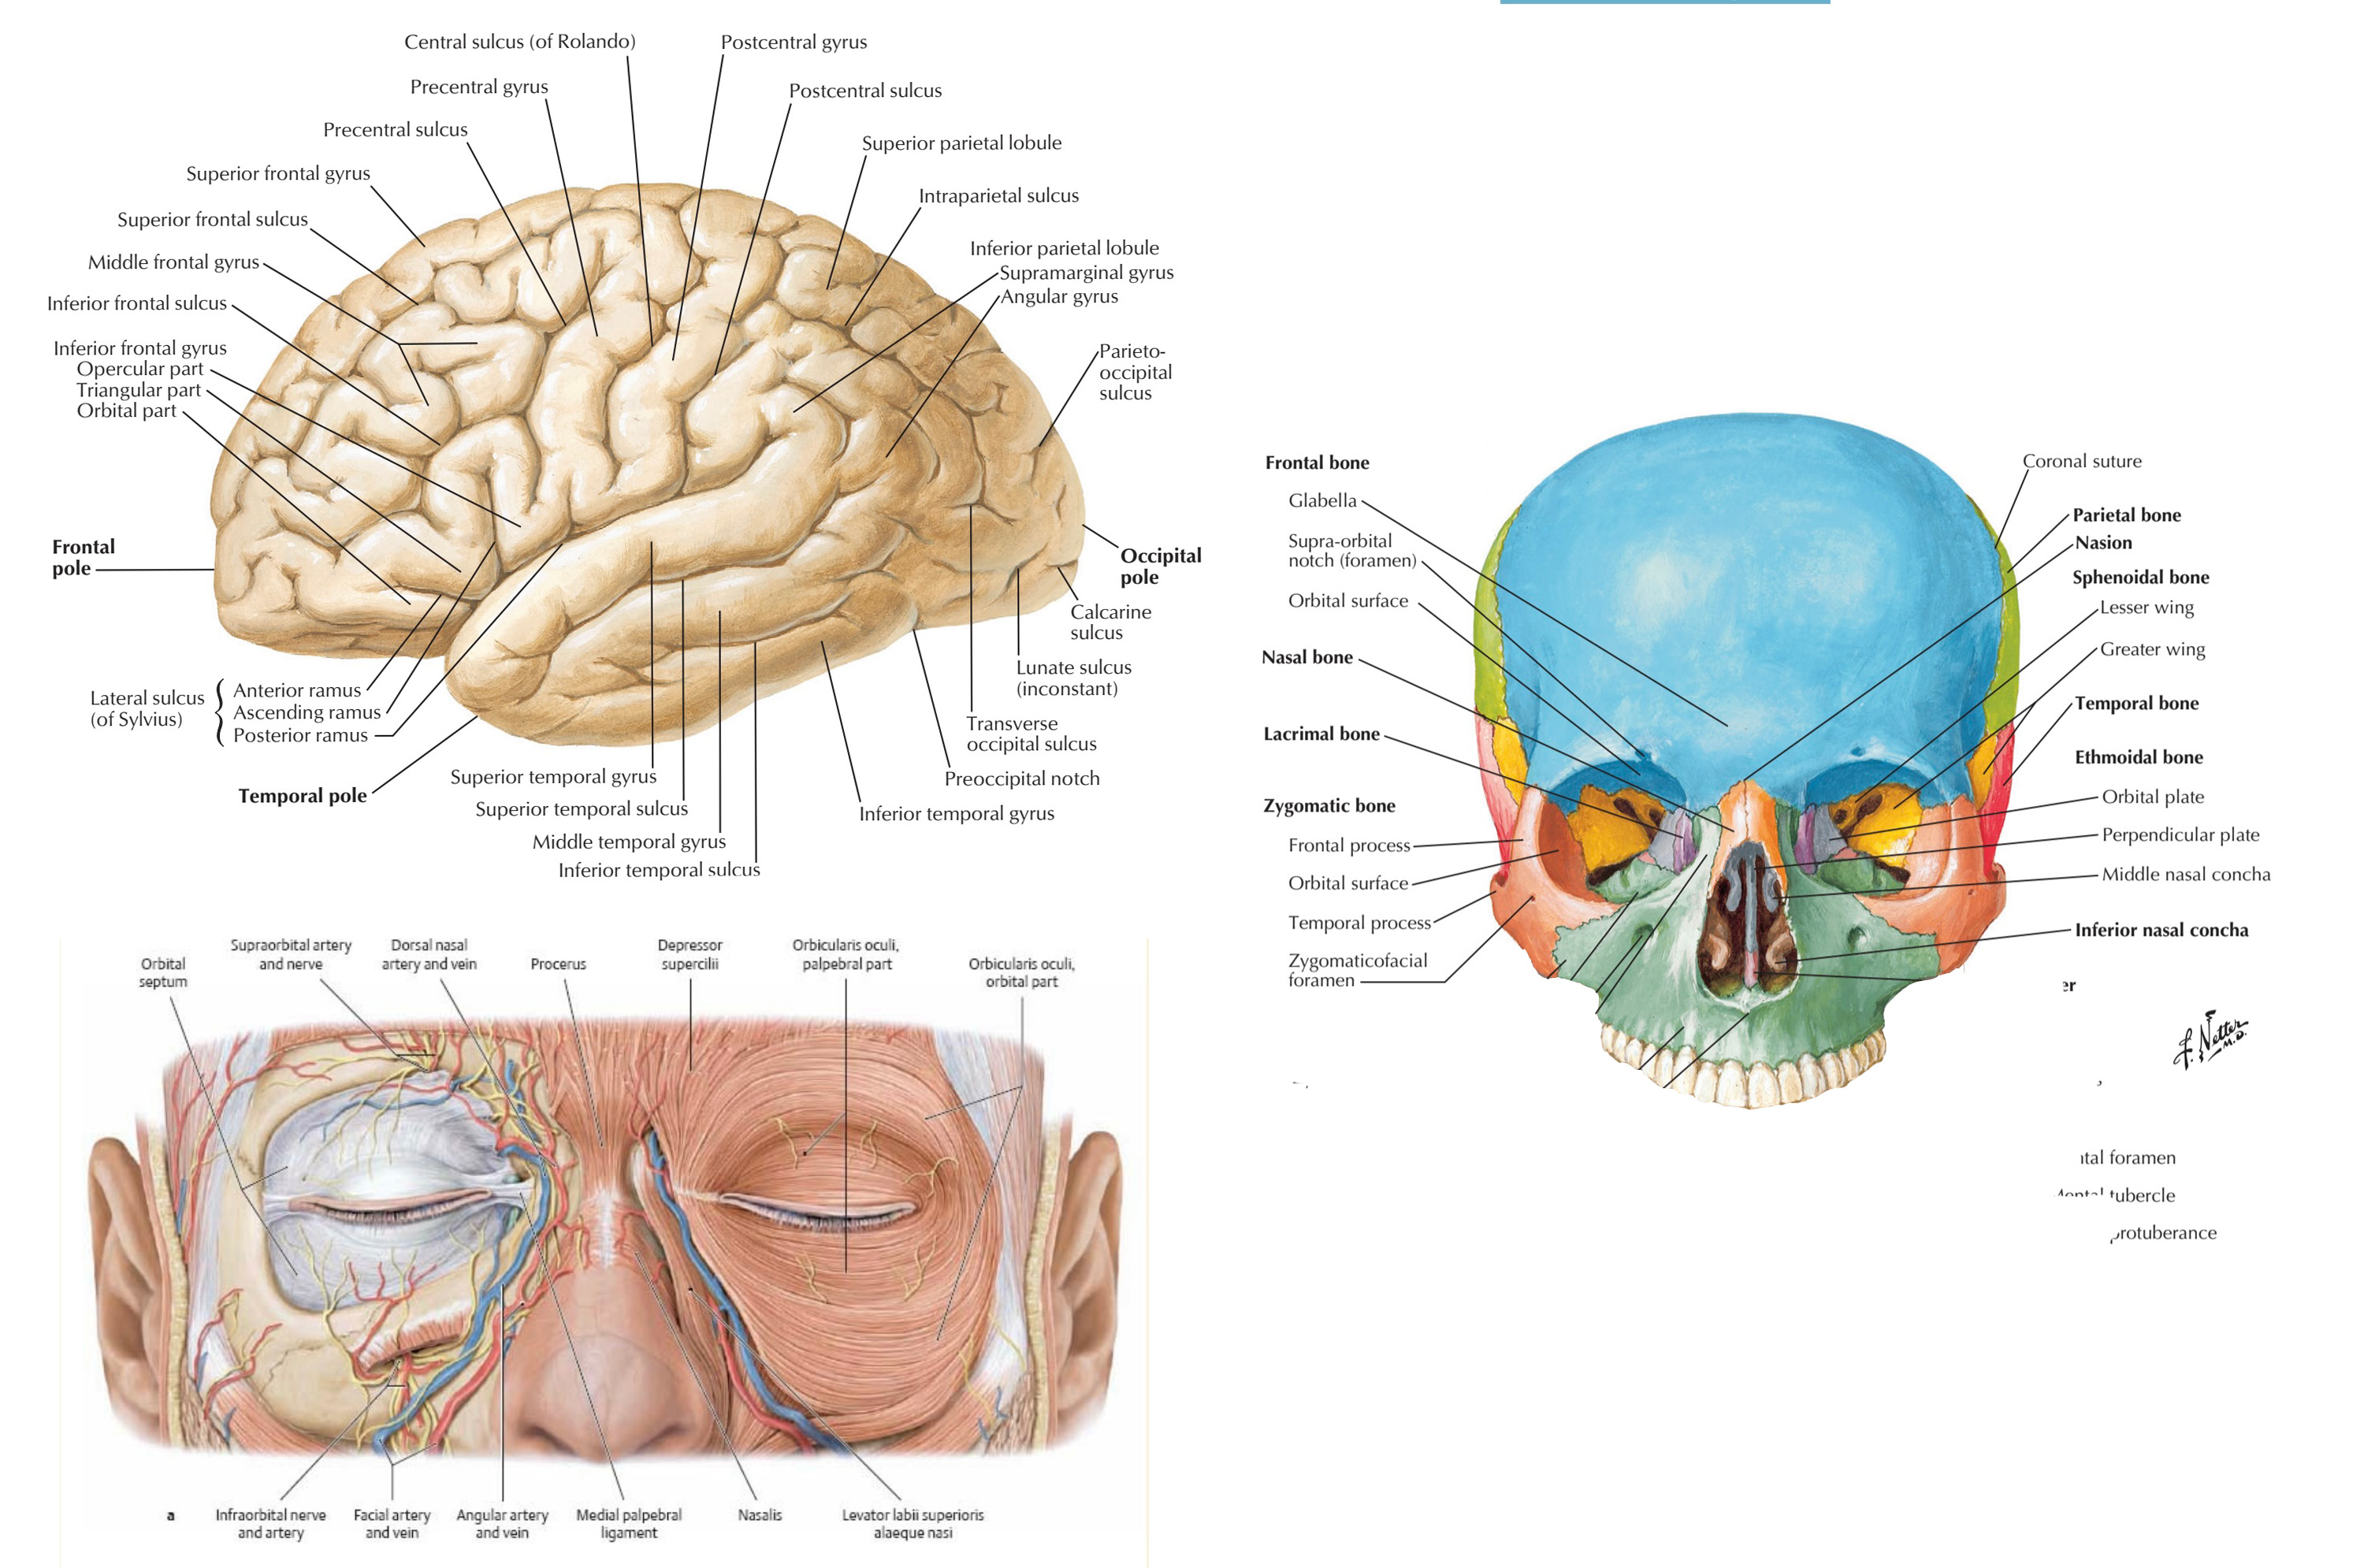 Central sulcus (of Rolando)
Postcentral gyrus
Precentral gyrus
Postcentral sulcus
Precentral sulcus
Superior parietal lobule
Superior frontal gyrus
Intraparietal sulcus
Superior frontal sulcus
Inferior parietal lobule
Middle frontal gyrus
Supramarginal gyrus
Angular gyrus
Inferior frontal sulcus
Inferior frontal gyrus
Opercular part
Triangular part
Orbital part
Parieto-
occipital
sulcus
Frontal
pole
Occipital
pole
Calcarine
sulcus
Lunate sulcus
(inconstant)
Lateral sulcus
(of Sylvius)
Anterior ramus
Ascending ramus
Posterior ramus
Transverse
occipital sulcus
Temporal pole
Superior temporal gyrus
Preoccipital notch
Superior temporal sulcus
Inferior temporal gyrus
Middle temporal gyrus
Inferior temporal sulcus
Orbital
septum
Supraorbital artery
and nerve
Dorsal nasal
artery and vein
Procerus
Depressor
supercilii
Orbicularis oculi,
palpebral part
Orbicularis oculi,
orbital part
a
Infraorbital nerve
and artery
Facial artery
and vein
Angular artery
and vein
Medial palpebral
ligament
Nasalis
Levator labii superioris
alaeque nasi
Frontal bone
Glabella
Supra-orbital
notch (foramen)
Orbital surface
Nasal bone
Lacrimal bone
Zygomatic bone
Frontal process
Orbital surface
Temporal process
Zygomaticofacial
foramen
Coronal suture
Parietal bone
Nasion
Sphenoidal bone
Lesser wing
Greater wing
Temporal bone
Ethmoidal bone
Orbital plate
Perpendicular plate
Middle nasal concha
Inferior nasal concha
er
F. Netter
M.D.
ntal foramen
tubercle
protuberance